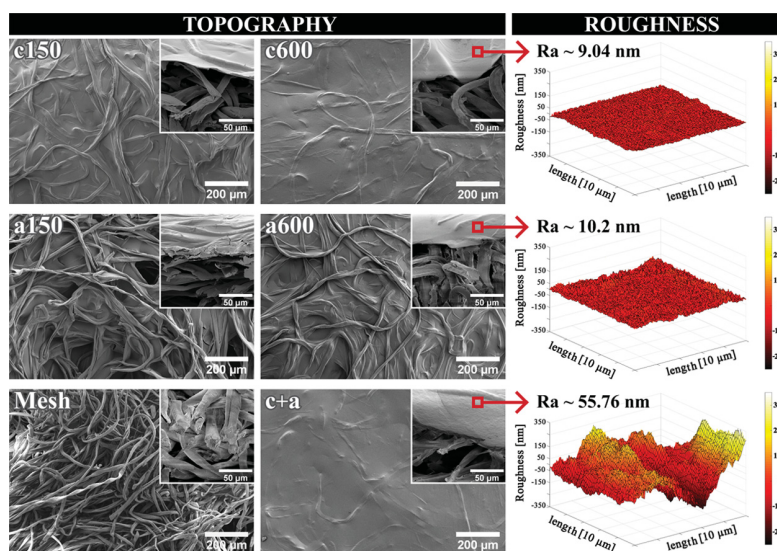 TOPOGRAPHY
ROUGHNESS
c150
50 µm
200 µm
c600
50 µm
200 µm
Ra ~ 9.04 nm
Roughness [nm]
350
150
50
-50
-150
-350
length [10 µm]
length [10 µm]
a150
50 µm
200 µm
a600
50 µm
200 µm
Ra ~ 10.2 nm
Roughness [nm]
350
150
50
-50
-150
-350
length [10 µm]
length [10 µm]
Mesh
50 µm
200 µm
c+a
50 µm
200 µm
Ra ~ 55.76 nm
Roughness [nm]
350
150
50
-50
-150
-350
length [10 µm]
length [10 µm]